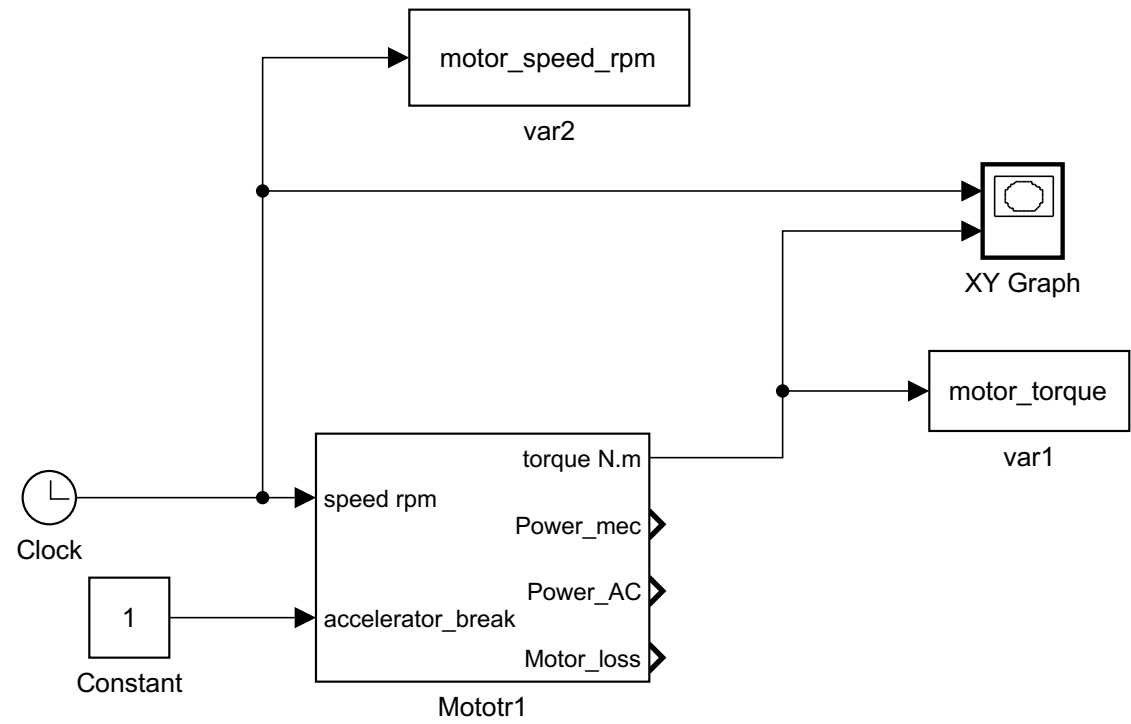 motor_speed_rpm
var2
XY Graph
motor_torque
var1
torque N.m
speed rpm
Power_mec
Clock
Power_AC
1
accelerator_break
Motor_loss
Constant
Mototr1